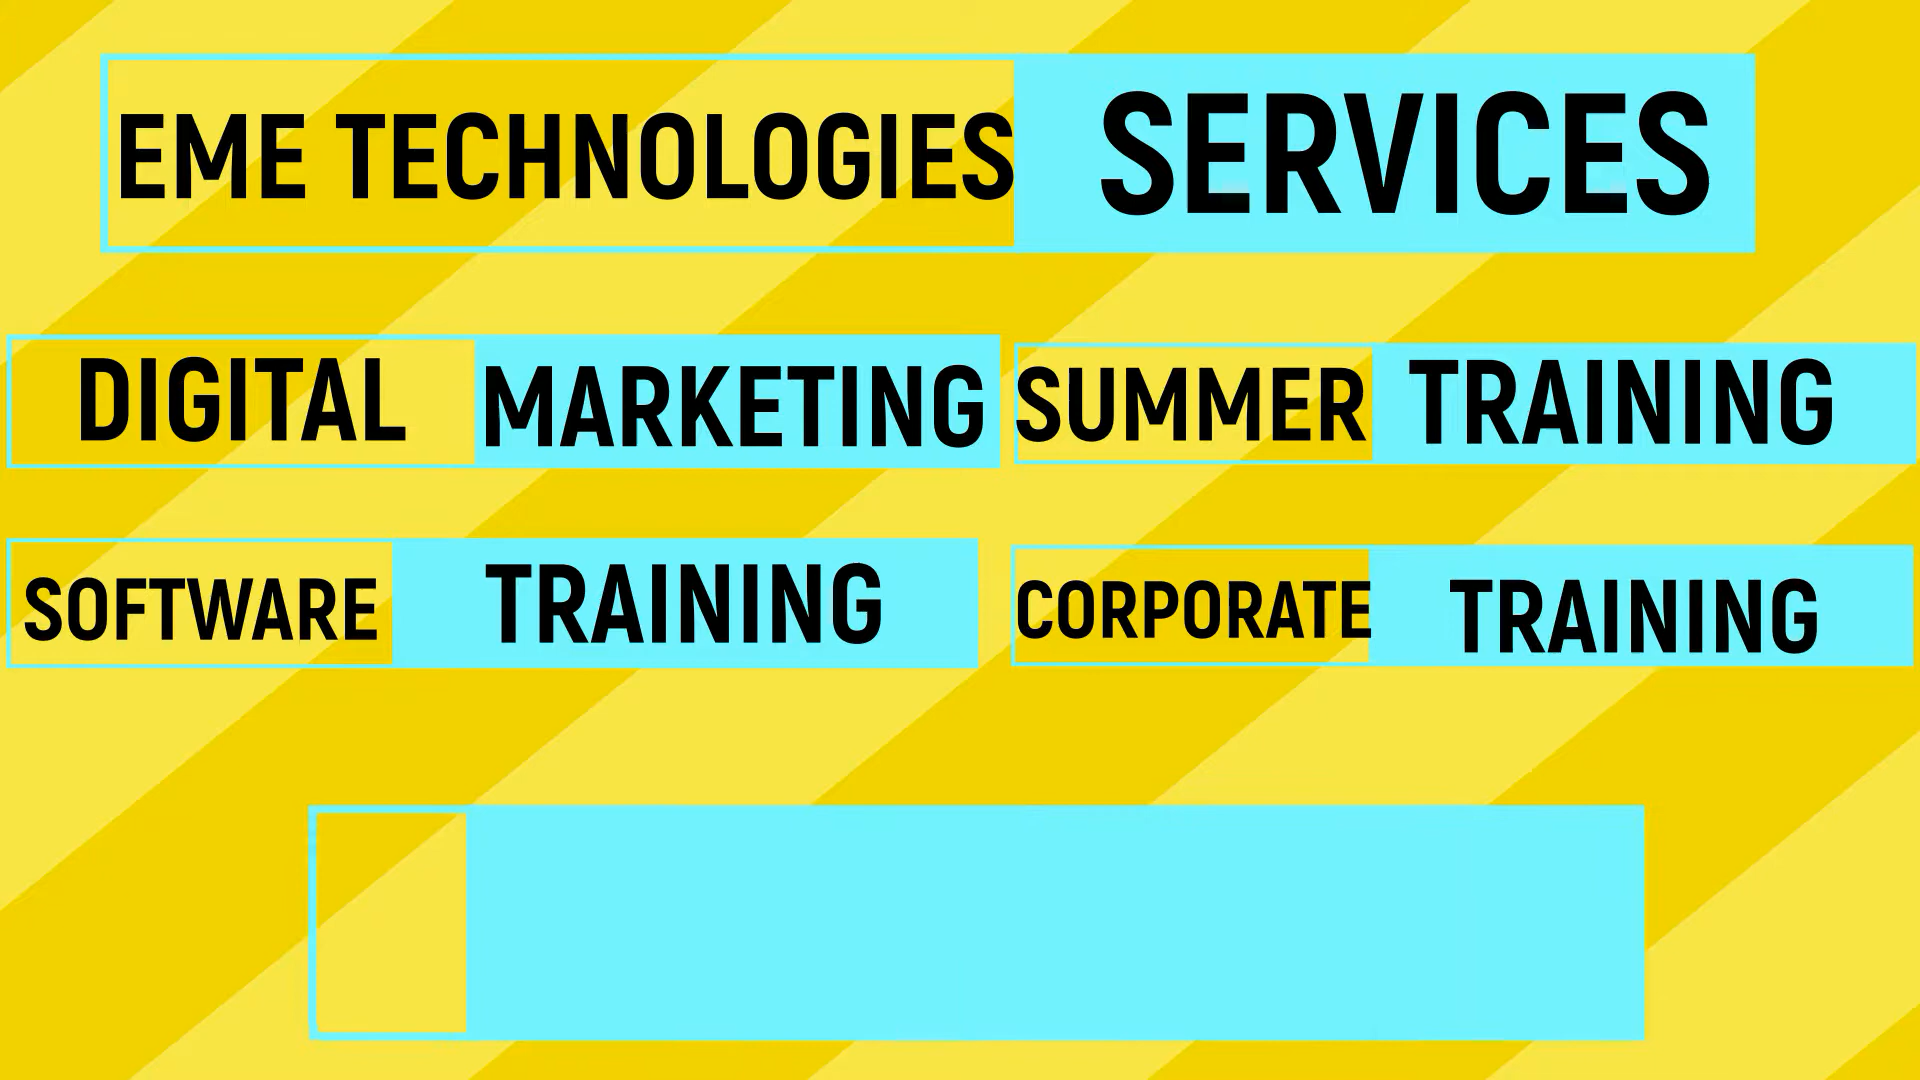 EME TECHNOLOGIES SERVICES
DIGITAL MARKETING
SUMMER TRAINING
SOFTWARE TRAINING
CORPORATE TRAINING